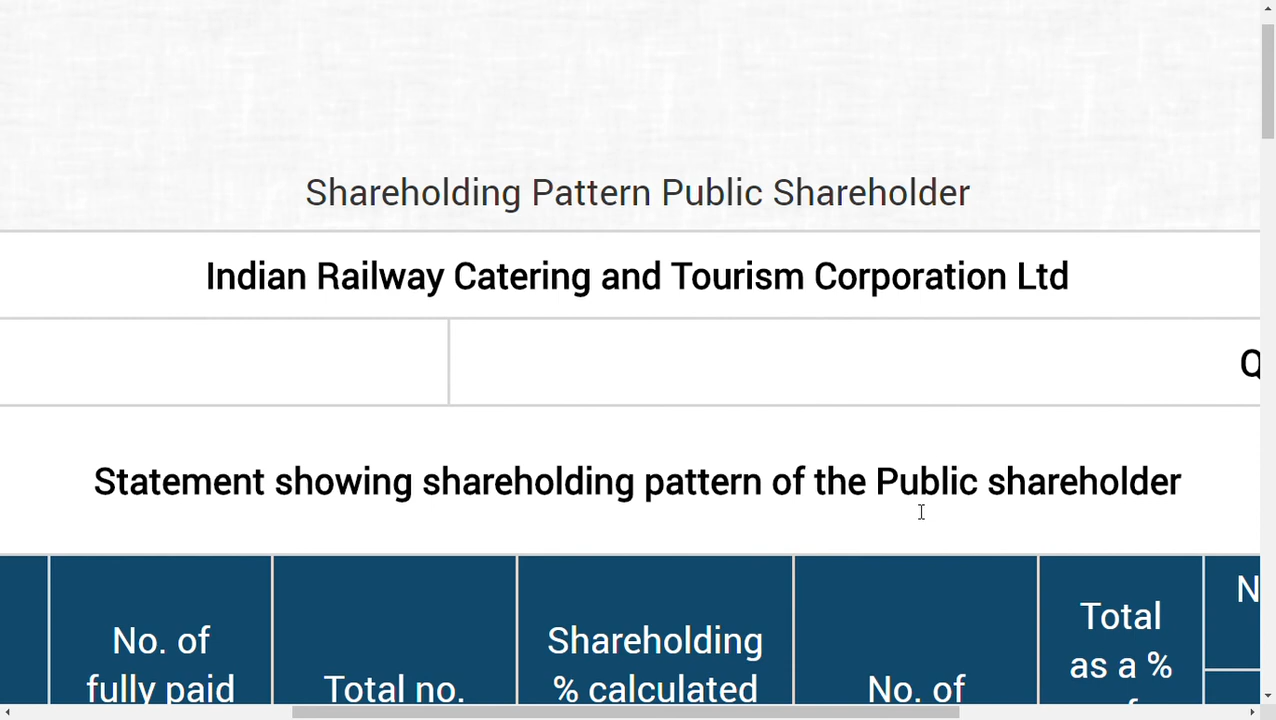 Shareholding Pattern Public Shareholder
Indian Railway Catering and Tourism Corporation Ltd
Q
Statement showing shareholding pattern of the Public shareholder
No. of
fully paid
Total no.
Shareholding
% calculated
No. of
Total
as a %
N